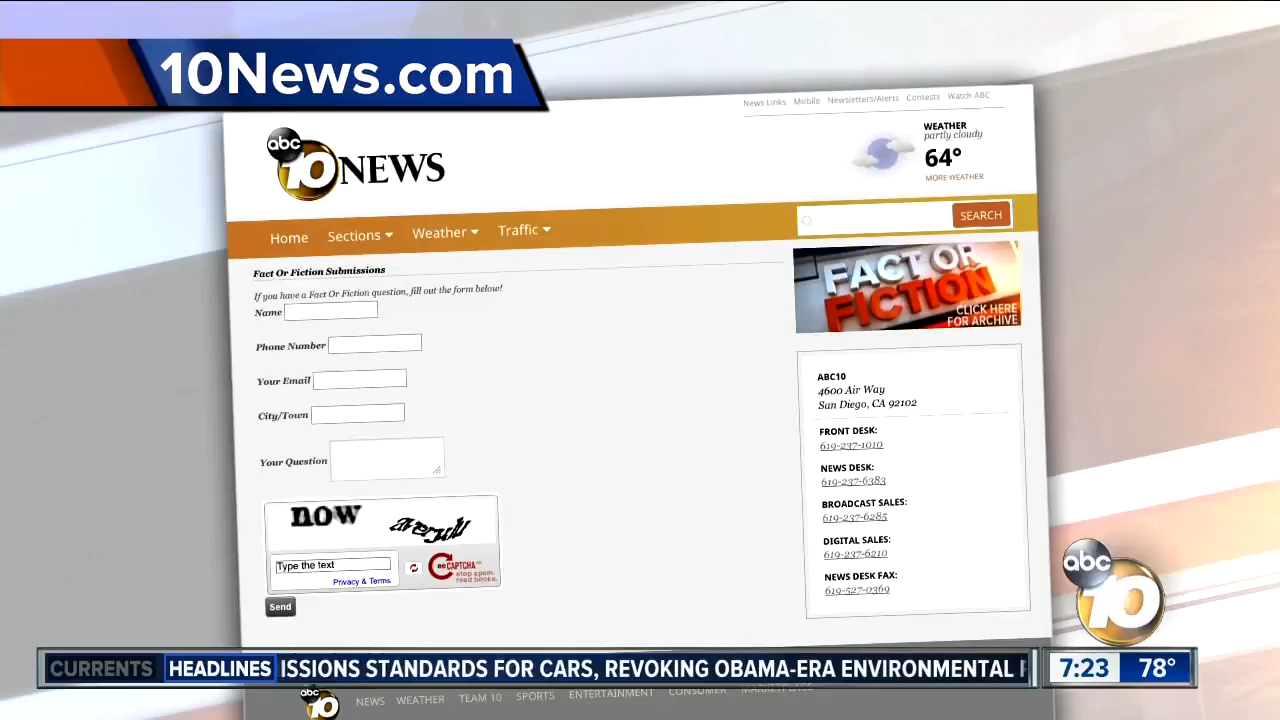 10News.com
News Links Mobile Newsletters/Alerts Contests Watch ABC
abc 10 NEWS
WEATHER
partly cloudy
64°
MORE WEATHER
Home Sections Weather Traffic
SEARCH
Fact Or Fiction Submissions
If you have a Fact Or Fiction question, fill out the form below!
Name
Phone Number
Your Email
City/Town
Your Question
now
Type the text
Privacy & Terms
reCAPTCHA™
stop spam.
read books.
Send
FACT OR
FICTION
CLICK HERE
FOR ARCHIVE
ABC10
4600 Air Way
San Diego, CA 92102
FRONT DESK:
619-237-1010
NEWS DESK:
619-237-6383
BROADCAST SALES:
619-237-6285
DIGITAL SALES:
619-237-6210
NEWS DESK FAX:
619-527-0369
abc
10
CURRENTS HEADLINES ISSIONS STANDARDS FOR CARS, REVOKING OBAMA-ERA ENVIRONMENTAL
7:23 78°
abc 10 NEWS WEATHER TEAM 10 SPORTS ENTERTAINMENT CONSUMER